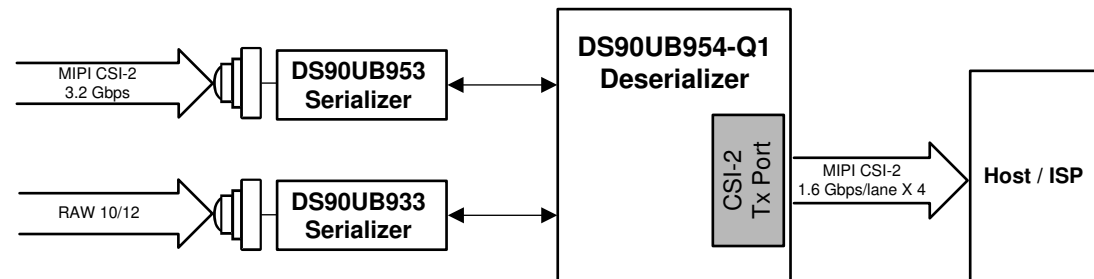 MIPI CSI-2
3.2 Gbps
DS90UB953
Serializer
RAW 10/12
DS90UB933
Serializer
DS90UB954-Q1
Deserializer
CSI-2
Tx Port
MIPI CSI-2
1.6 Gbps/lane X 4
Host / ISP